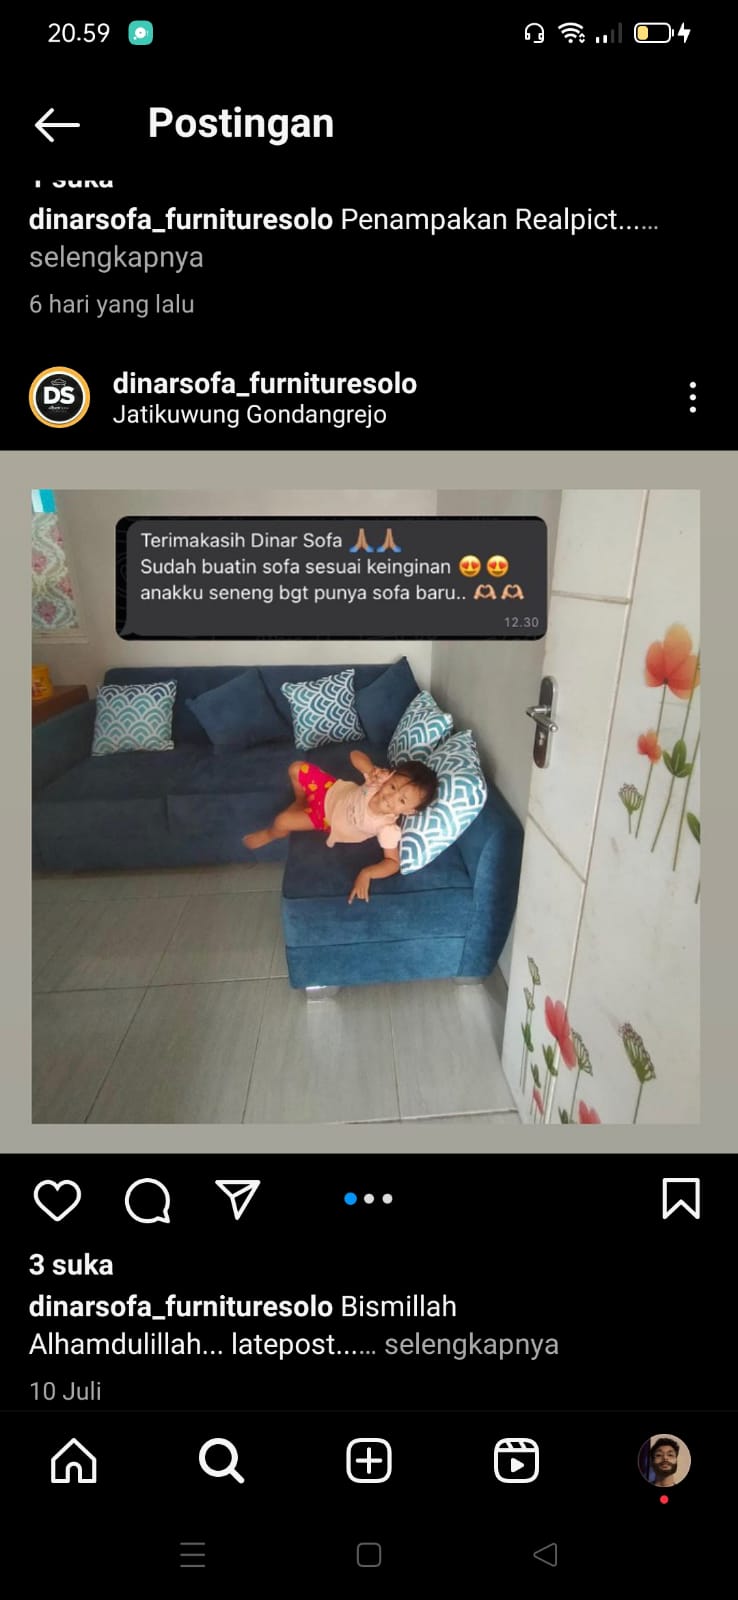 20.59
Postingan
1 suka
dinarsofa_furnituresolo Penampakan Realpict......
selengkapnya
6 hari yang lalu
DS
dinarsofa_furnituresolo
Jatikuwung Gondangrejo
Terimakasih Dinar Sofa 🙏🏽🙏🏽
Sudah buatin sofa sesuai keinginan 😍😍
anakku seneng bgt punya sofa baru.. 🫶🏽🫶🏽
12.30
3 suka
dinarsofa_furnituresolo Bismillah
Alhamdulillah... latepost...... selengkapnya
10 Juli